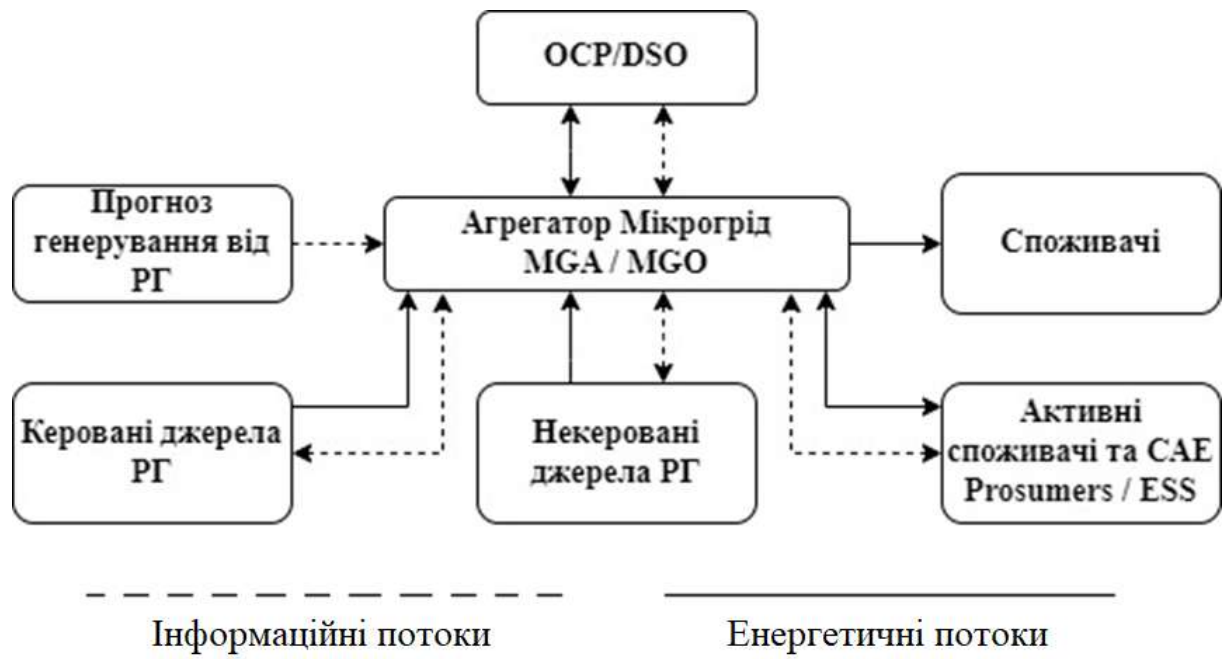 ОСР/DSO
Прогноз
генерування від
РГ
Агрегатор Мікрогрід
MGA / MGO
Споживачі
Керовані джерела
РГ
Некеровані
джерела РГ
Активні
споживачі та САЕ
Prosumers / ESS
Інформаційні потоки
Енергетичні потоки